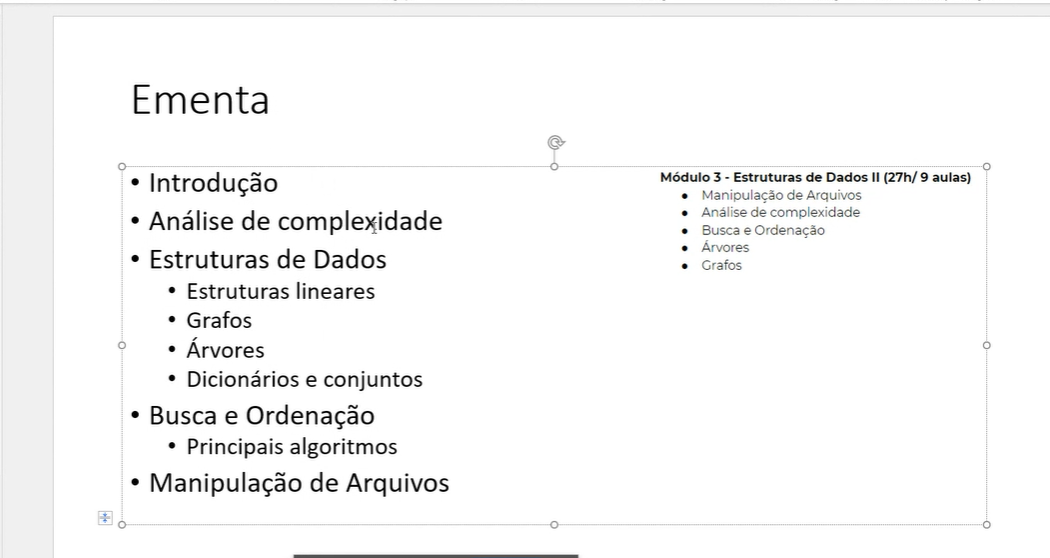 Ementa
• Introdução
• Análise de complexidade
• Estruturas de Dados
• Estruturas lineares
• Grafos
• Árvores
• Dicionários e conjuntos
• Busca e Ordenação
• Principais algoritmos
• Manipulação de Arquivos
Módulo 3 - Estruturas de Dados II (27h/ 9 aulas)
● Manipulação de Arquivos
● Análise de complexidade
● Busca e Ordenação
● Árvores
● Grafos